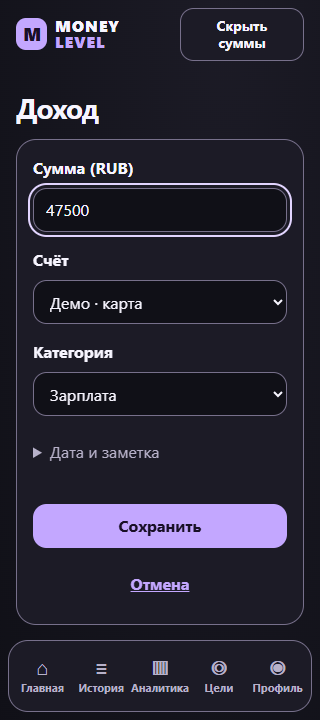 M MONEY LEVEL
Скрыть
суммы
Доход
Сумма (RUB)
47500
Счёт
Демо · карта
Категория
Зарплата
Дата и заметка
Сохранить
Отмена
Главная История Аналитика Цели Профиль